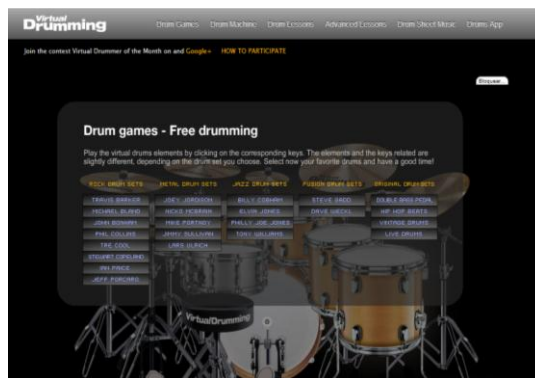 Virtual
Drumming
Drum Games Drum Machine Drum Lessons Advanced Lessons Drum Sheet Music Drums App
Join the contest Virtual Drummer of the Month on and Google+ HOW TO PARTICIPATE
Bloquear...
Drum games - Free drumming
Play the virtual drums elements by clicking on the corresponding keys. The elements and the keys related are
slightly different, depending on the drum set you choose. Select now your favorite drums and have a good time!
ROCK DRUM SETS METAL DRUM SETS JAZZ DRUM SETS FUSION DRUM SETS ORIGINAL DRUM SETS
TRAVIS BARKER JOEY JORDISON BILLY COBHAM STEVE GADD DOUBLE BASS PEDAL
MICHAEL BLAND NICKO MCBRAIN ELVIN JONES DAVE WECKL HIP HOP BEATS
JOHN BONHAM MIKE PORTNOY PHILLY JOE JONES VINTAGE DRUMS
PHIL COLLINS JIMMY SULLIVAN TONY WILLIAMS LIVE DRUMS
TRE COOL LARS ULRICH
STEWART COPELAND
IAN PAICE
JEFF PORCARO
VirtualDrumming